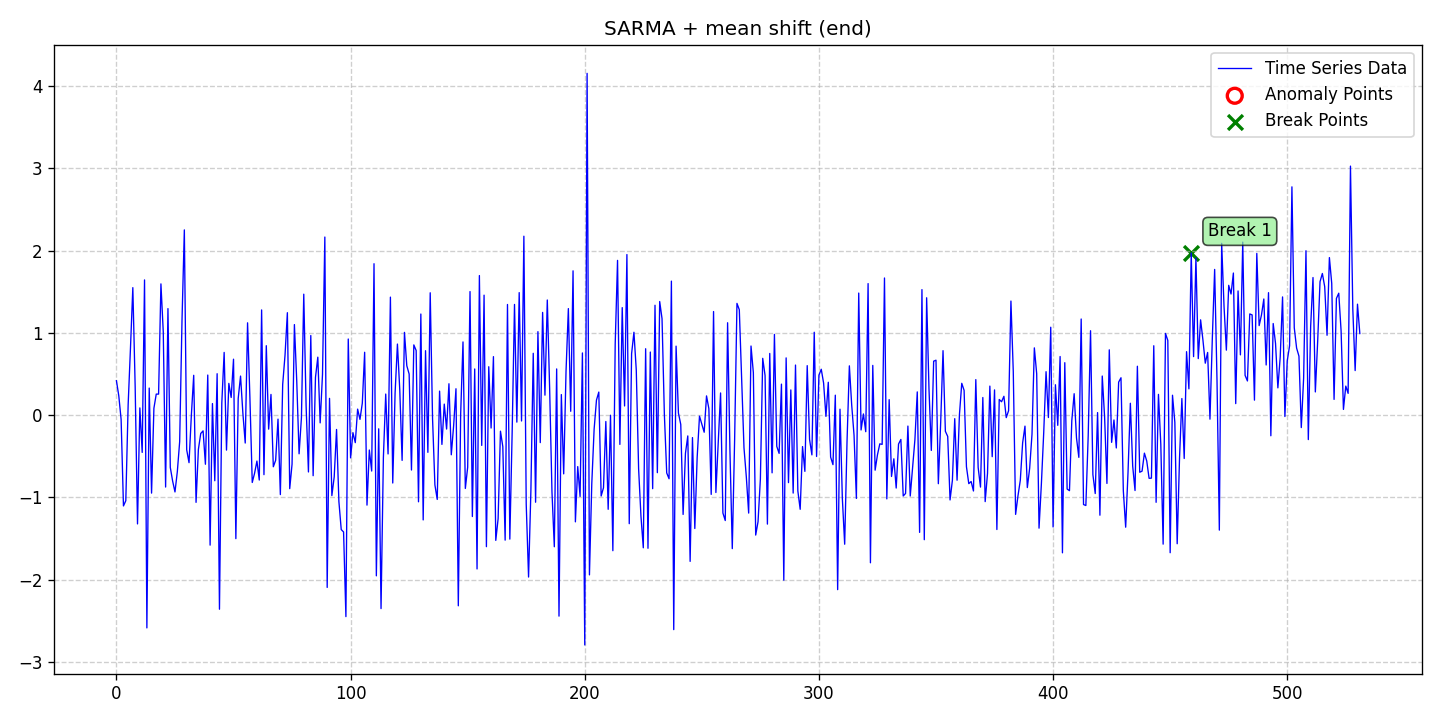 SARMA + mean shift (end)
Time Series Data
Anomaly Points
Break Points
Break 1
4
3
2
1
0
−1
−2
−3
0
100
200
300
400
500